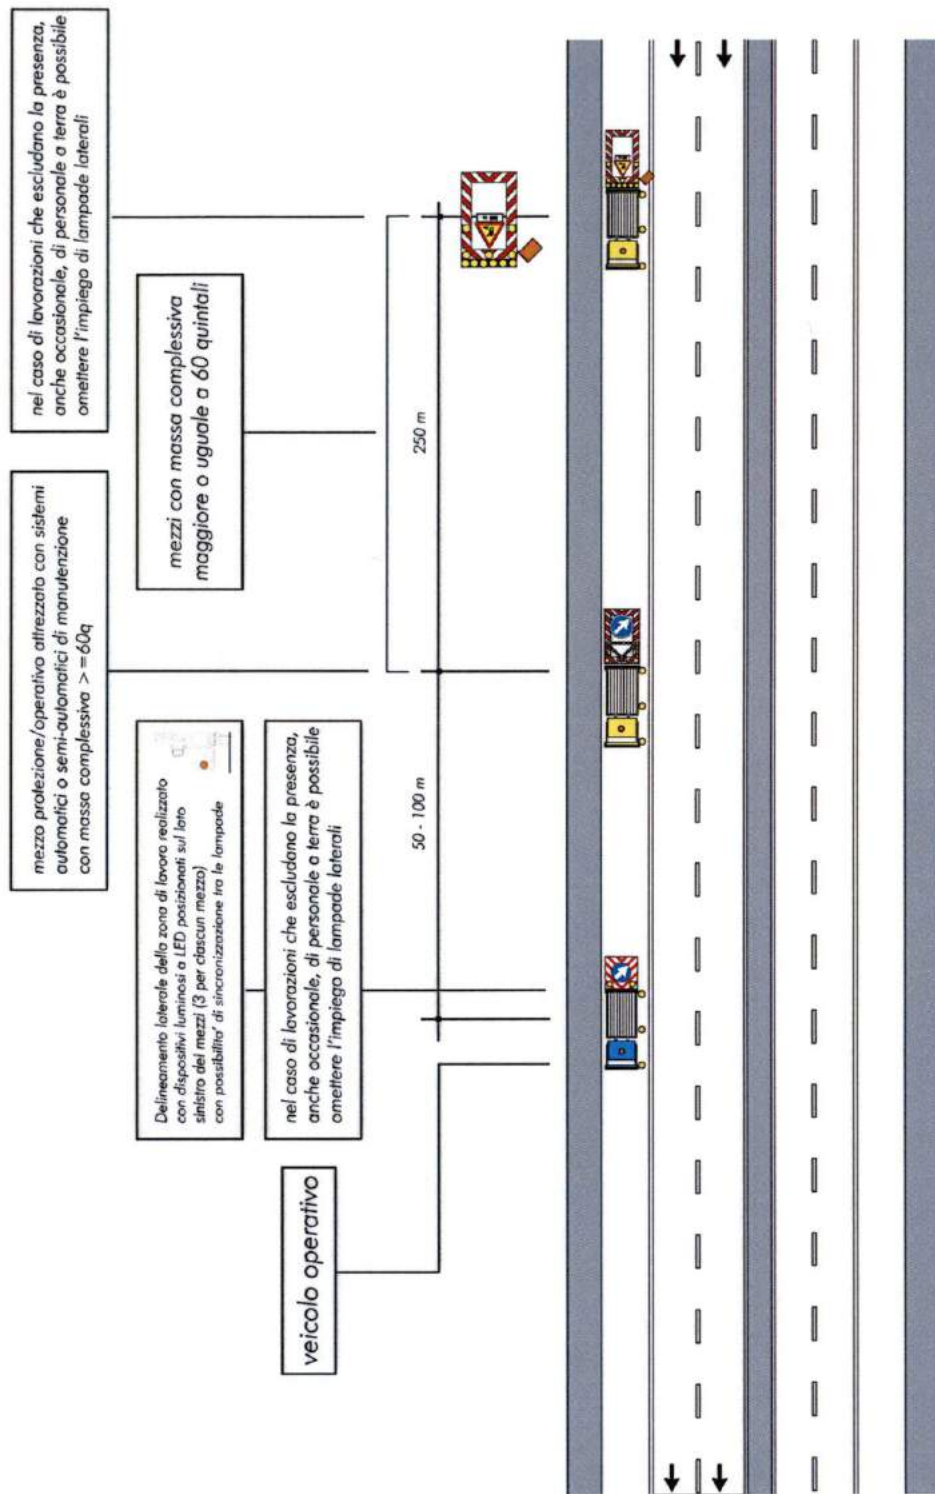 nel caso di lavorazioni che escludano la presenza,
anche occasionale, di personale a terra è possibile
omettere l'impiego di lampade laterali
mezzi con massa complessiva
maggiore o uguale a 60 quintali
mezzo protezione/operativo attrezzato con sistemi
automatici o semi-automatici di manutenzione
con massa complessiva >=60q
Delineamento laterale della zona di lavoro realizzato
con dispositivi luminosi a LED posizionati sul lato
sinistro dei mezzi (3 per ciascun mezzo)
con possibilita' di sincronizzazione tra le lampade
nel caso di lavorazioni che escludano la presenza,
anche occasionale, di personale a terra è possibile
omettere l'impiego di lampade laterali
veicolo operativo
250 m
50 - 100 m